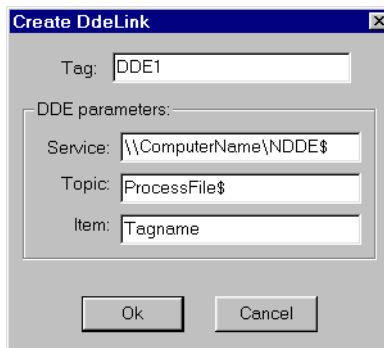 Create DdeLink
Tag: DDE1
DDE parameters:
Service: \\ComputerName\NDDE$
Topic: ProcessFile$
Item: Tagname
Ok Cancel